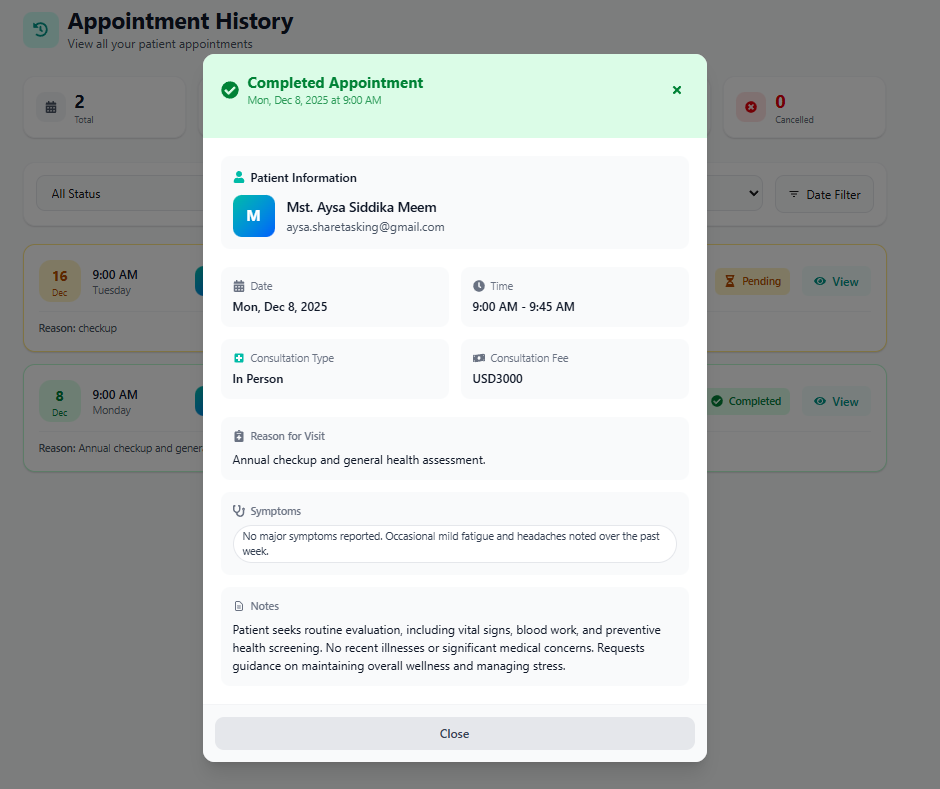 Appointment History
View all your patient appointments
2
Total
0
Cancelled
All Status
Date Filter
16
Dec
9:00 AM
Tuesday
Pending
View
Reason: checkup
8
Dec
9:00 AM
Monday
Completed
View
Reason: Annual checkup and gener
Completed Appointment
Mon, Dec 8, 2025 at 9:00 AM
Patient Information
M
Mst. Aysa Siddika Meem
aysa.sharetasking@gmail.com
Date
Mon, Dec 8, 2025
Time
9:00 AM - 9:45 AM
Consultation Type
In Person
Consultation Fee
USD3000
Reason for Visit
Annual checkup and general health assessment.
Symptoms
No major symptoms reported. Occasional mild fatigue and headaches noted over the past
week.
Notes
Patient seeks routine evaluation, including vital signs, blood work, and preventive
health screening. No recent illnesses or significant medical concerns. Requests
guidance on maintaining overall wellness and managing stress.
Close